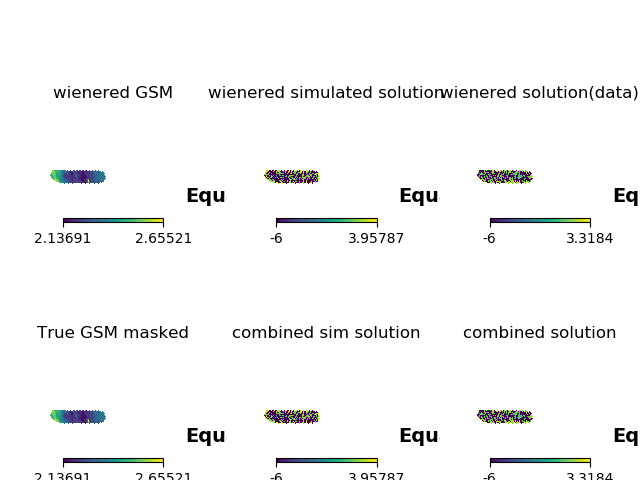 wienered GSM wienered simulated solution wienered solution(data)
Equ Equ Eq
2.13691 2.65521 -6 3.95787 -6 3.3184
True GSM masked combined sim solution combined solution
Equ Equ Eq
2.13691 2.65521 -6 3.95787 -6 3.3184